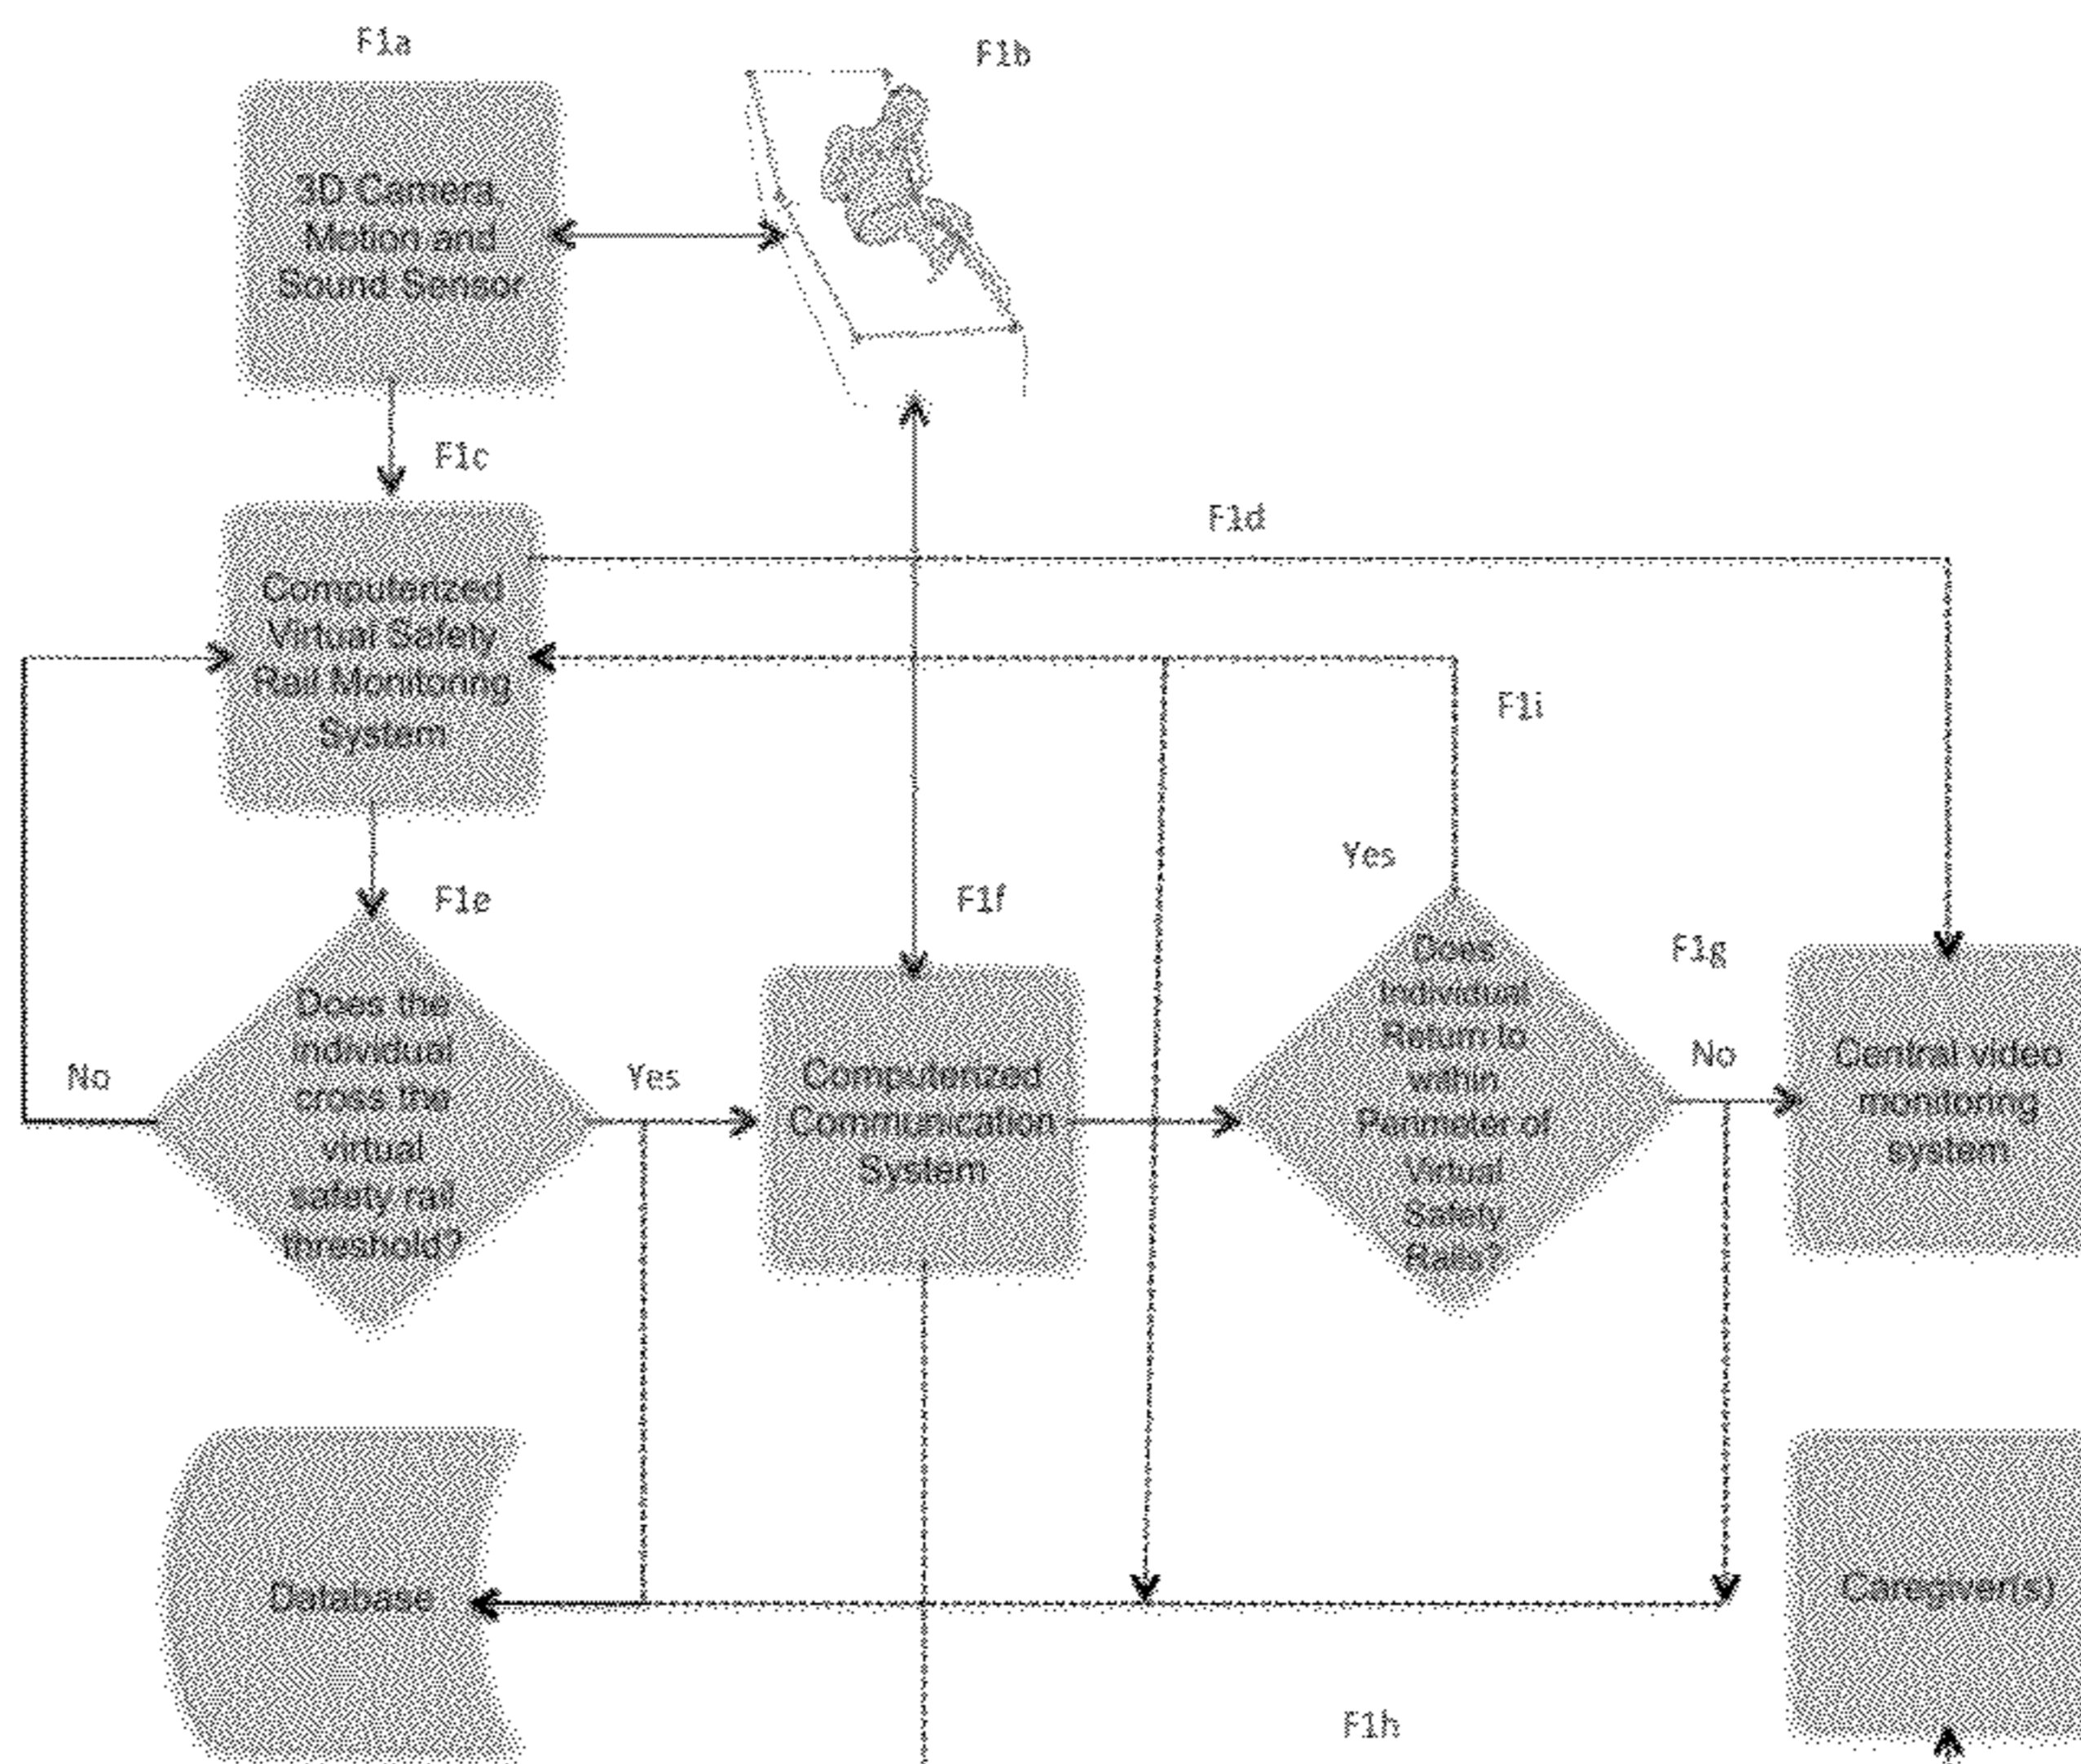 F1a
F1b
3D Camera,
Motion and
Sound Sensor
F1c
F1d
Computerized
Virtual Safety
Rail Monitoring
System
F1i
Yes
F1e
F1f
F1g
Does the
Individual
cross the
virtual
safety rail
threshold?
No
Yes
Computerized
Communication
System
Does
Individual
Return to
within
Perimeter of
Virtual
Safety
Rails?
No
Central video
monitoring
system
Database
Caregiver(s)
F1h